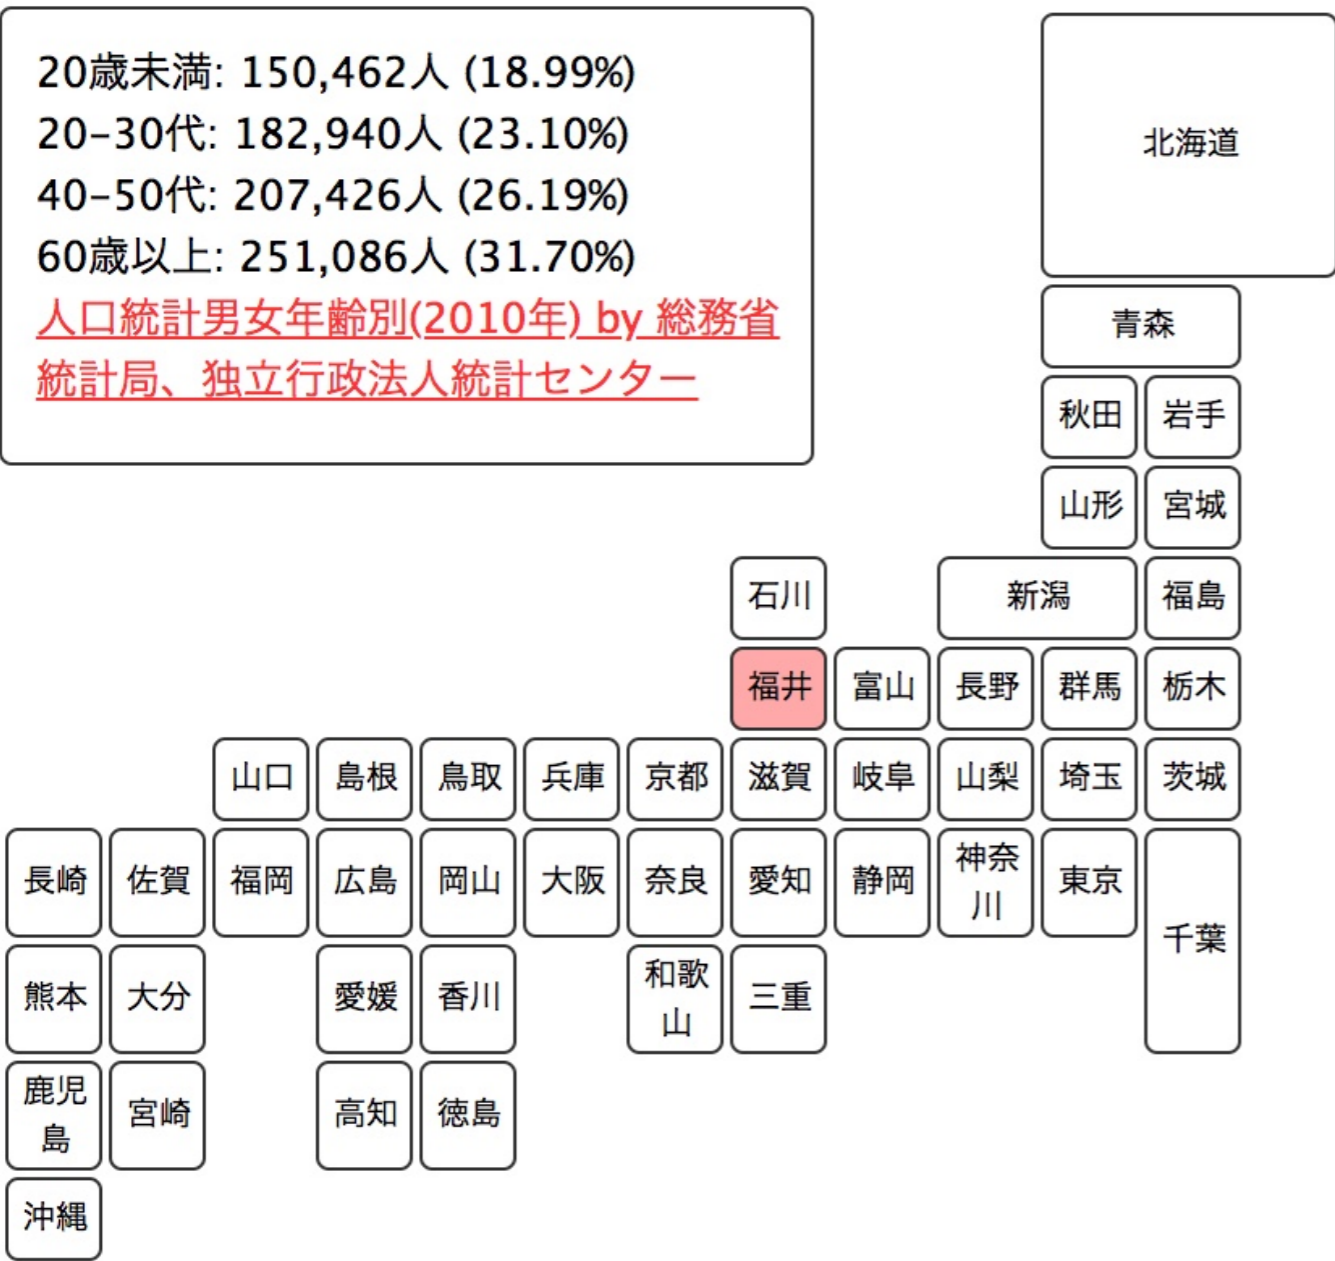 20歳未満: 150,462人 (18.99%)
20−30代: 182,940人 (23.10%)
40−50代: 207,426人 (26.19%)
60歳以上: 251,086人 (31.70%)
人口統計男女年齢別(2010年) by 総務省
統計局、独立行政法人統計センター
北海道
青森
秋田 岩手
山形 宮城
石川 新潟 福島
福井 富山 長野 群馬 栃木
山口 島根 鳥取 兵庫 京都 滋賀 岐阜 山梨 埼玉 茨城
長崎 佐賀 福岡 広島 岡山 大阪 奈良 愛知 静岡 神奈川 東京 千葉
熊本 大分 愛媛 香川 和歌山 三重
鹿児島 宮崎 高知 徳島
沖縄